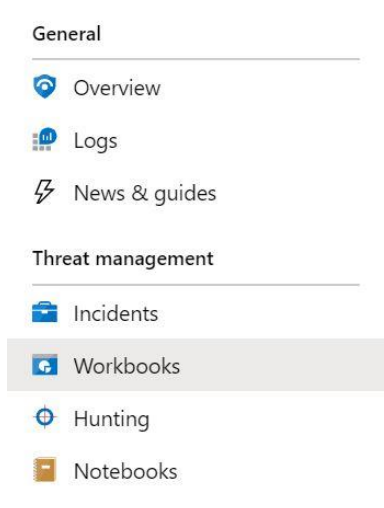 General
Overview
Logs
News & guides
Threat management
Incidents
Workbooks
Hunting
Notebooks